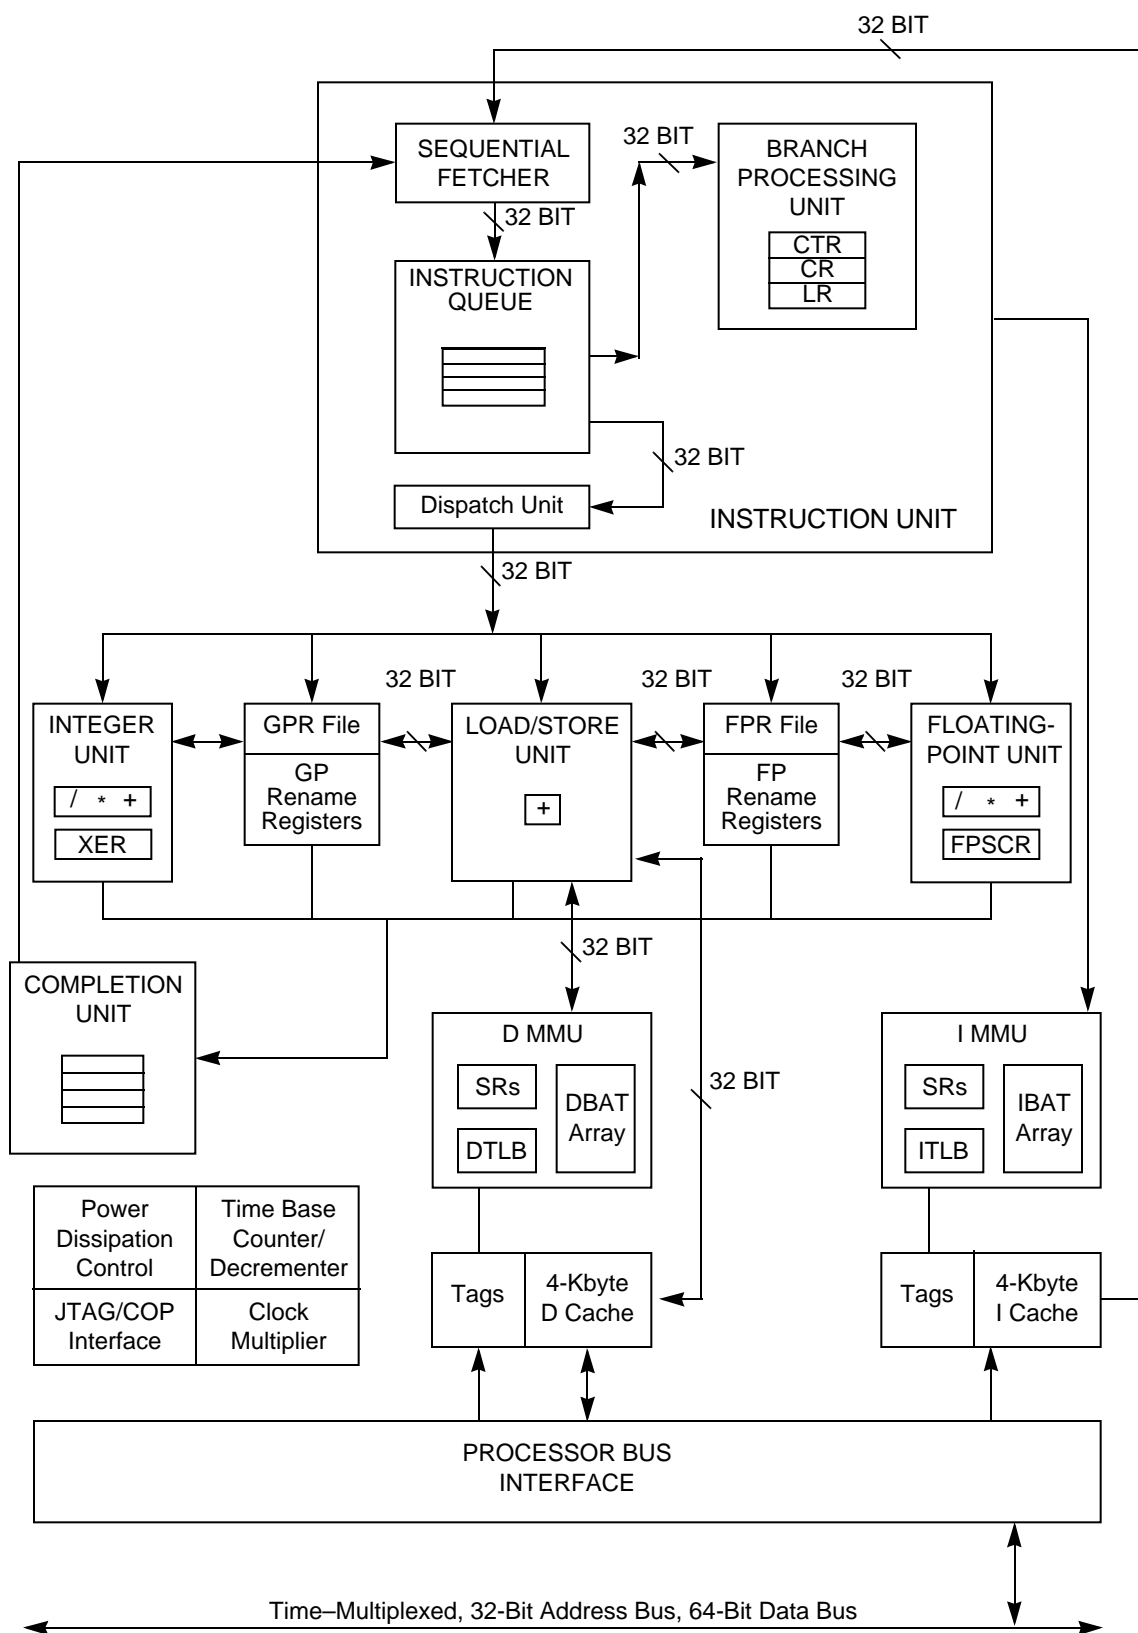 32 BIT
SEQUENTIAL
FETCHER
32 BIT
32 BIT
BRANCH
PROCESSING
UNIT
CTR
CR
LR
INSTRUCTION
QUEUE
32 BIT
Dispatch Unit
INSTRUCTION UNIT
32 BIT
32 BIT
32 BIT
32 BIT
INTEGER
UNIT
/ * +
XER
GPR File
GP
Rename
Registers
LOAD/STORE
UNIT
+
FPR File
FP
Rename
Registers
FLOATING-
POINT UNIT
/ * +
FPSCR
32 BIT
COMPLETION
UNIT
D MMU
SRs
DTLB
DBAT
Array
32 BIT
I MMU
SRs
ITLB
IBAT
Array
Power
Dissipation
Control
Time Base
Counter/
Decrementer
JTAG/COP
Interface
Clock
Multiplier
Tags
4-Kbyte
D Cache
Tags
4-Kbyte
I Cache
PROCESSOR BUS
INTERFACE
Time–Multiplexed, 32-Bit Address Bus, 64-Bit Data Bus